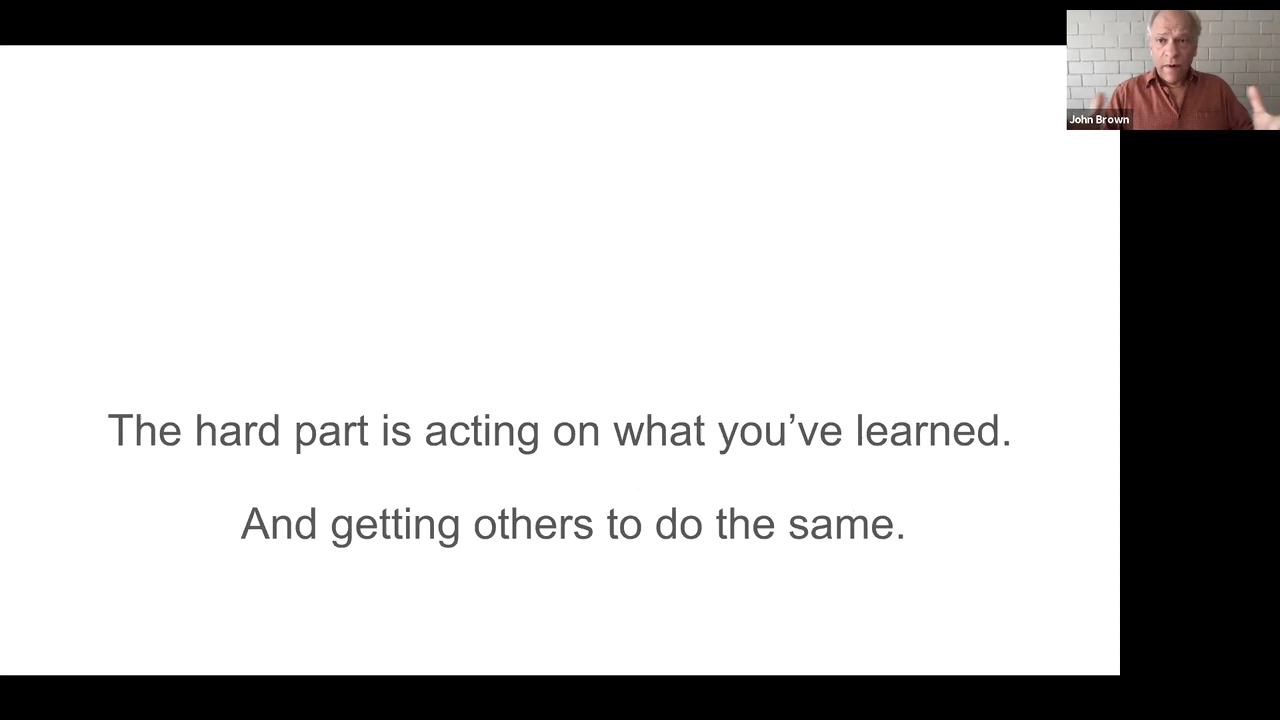 John Brown
The hard part is acting on what you’ve learned.
And getting others to do the same.